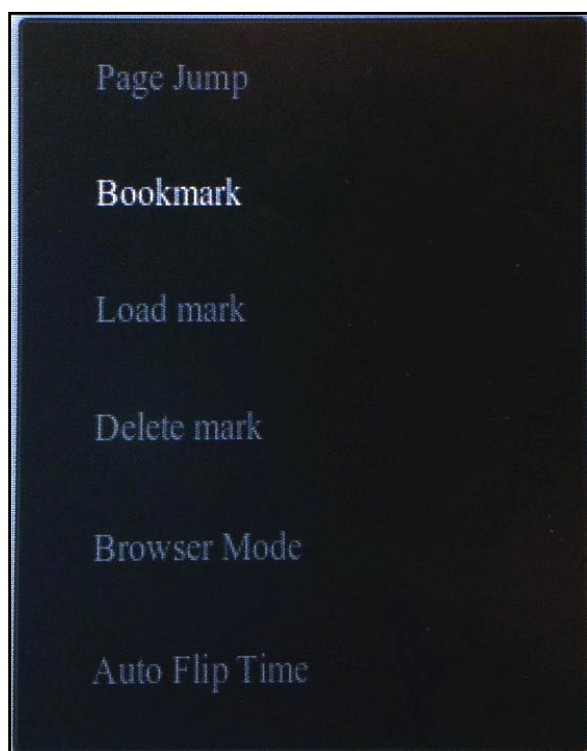 Page Jump
Bookmark
Load mark
Delete mark
Browser Mode
Auto Flip Time